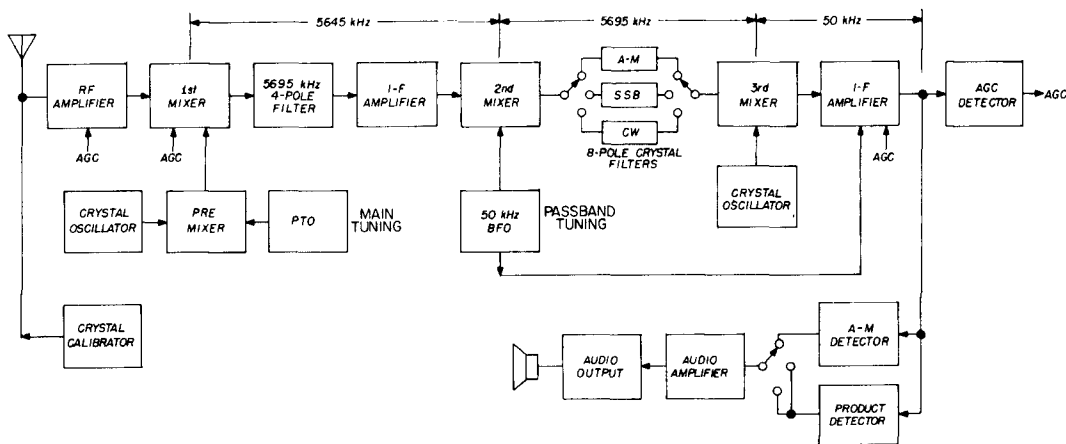 5645 kHz
5695 kHz
50 kHz
RF
AMPLIFIER
1st
MIXER
5695 kHz
4-POLE
FILTER
I-F
AMPLIFIER
2nd
MIXER
A-M
SSB
CW
8-POLE CRYSTAL
FILTERS
3rd
MIXER
I-F
AMPLIFIER
AGC
DETECTOR
AGC
AGC
AGC
AGC
CRYSTAL
OSCILLATOR
PRE
MIXER
PTO
MAIN
TUNING
50 kHz
BFO
PASSBAND
TUNING
CRYSTAL
OSCILLATOR
CRYSTAL
CALIBRATOR
AUDIO
OUTPUT
AUDIO
AMPLIFIER
A-M
DETECTOR
PRODUCT
DETECTOR